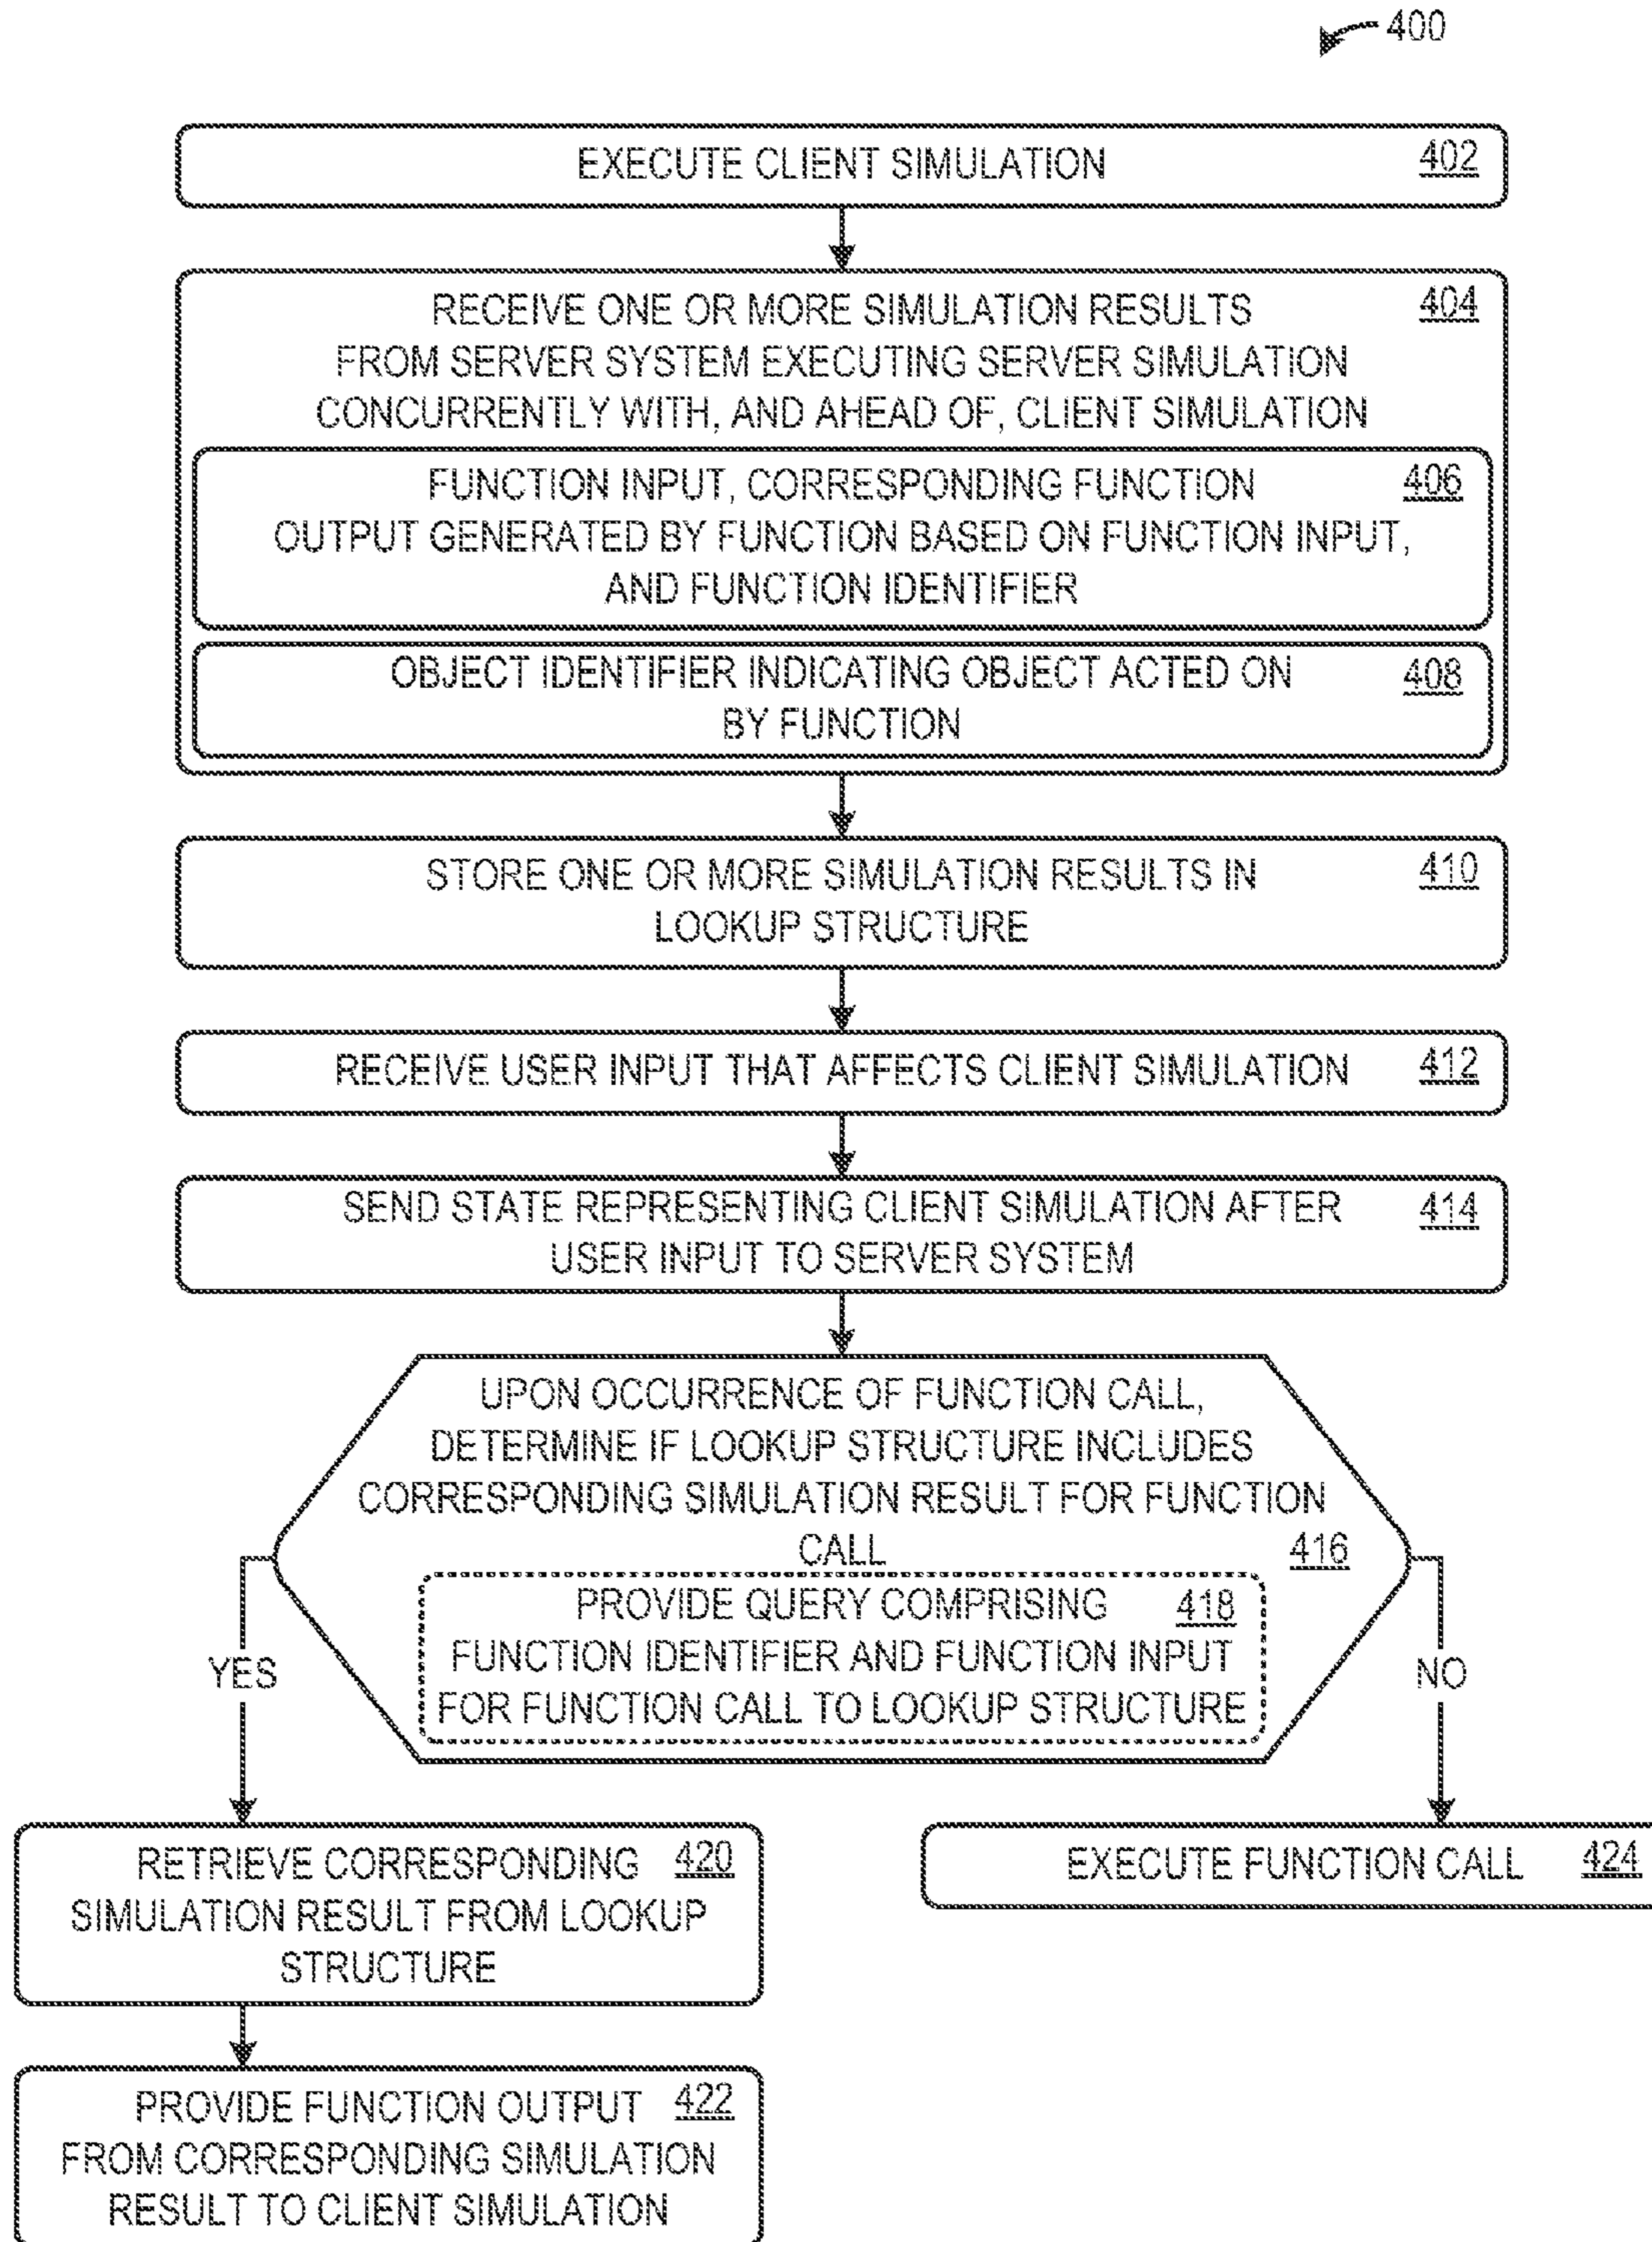 400
EXECUTE CLIENT SIMULATION 402
RECEIVE ONE OR MORE SIMULATION RESULTS 404
FROM SERVER SYSTEM EXECUTING SERVER SIMULATION
CONCURRENTLY WITH, AND AHEAD OF, CLIENT SIMULATION
FUNCTION INPUT, CORRESPONDING FUNCTION 406
OUTPUT GENERATED BY FUNCTION BASED ON FUNCTION INPUT,
AND FUNCTION IDENTIFIER
OBJECT IDENTIFIER INDICATING OBJECT ACTED ON 408
BY FUNCTION
STORE ONE OR MORE SIMULATION RESULTS IN 410
LOOKUP STRUCTURE
RECEIVE USER INPUT THAT AFFECTS CLIENT SIMULATION 412
SEND STATE REPRESENTING CLIENT SIMULATION AFTER 414
USER INPUT TO SERVER SYSTEM
UPON OCCURRENCE OF FUNCTION CALL,
DETERMINE IF LOOKUP STRUCTURE INCLUDES
CORRESPONDING SIMULATION RESULT FOR FUNCTION
CALL 416
PROVIDE QUERY COMPRISING 418
FUNCTION IDENTIFIER AND FUNCTION INPUT
FOR FUNCTION CALL TO LOOKUP STRUCTURE
YES
NO
RETRIEVE CORRESPONDING 420
SIMULATION RESULT FROM LOOKUP
STRUCTURE
EXECUTE FUNCTION CALL 424
PROVIDE FUNCTION OUTPUT 422
FROM CORRESPONDING SIMULATION
RESULT TO CLIENT SIMULATION